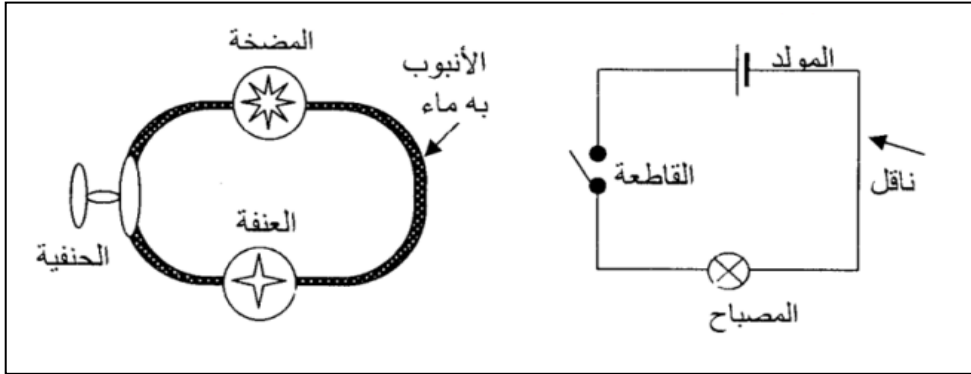 المضخة
الأنبوب
به ماء
العنفة
الحنفية
المولد
ناقل
القاطعة
المصباح